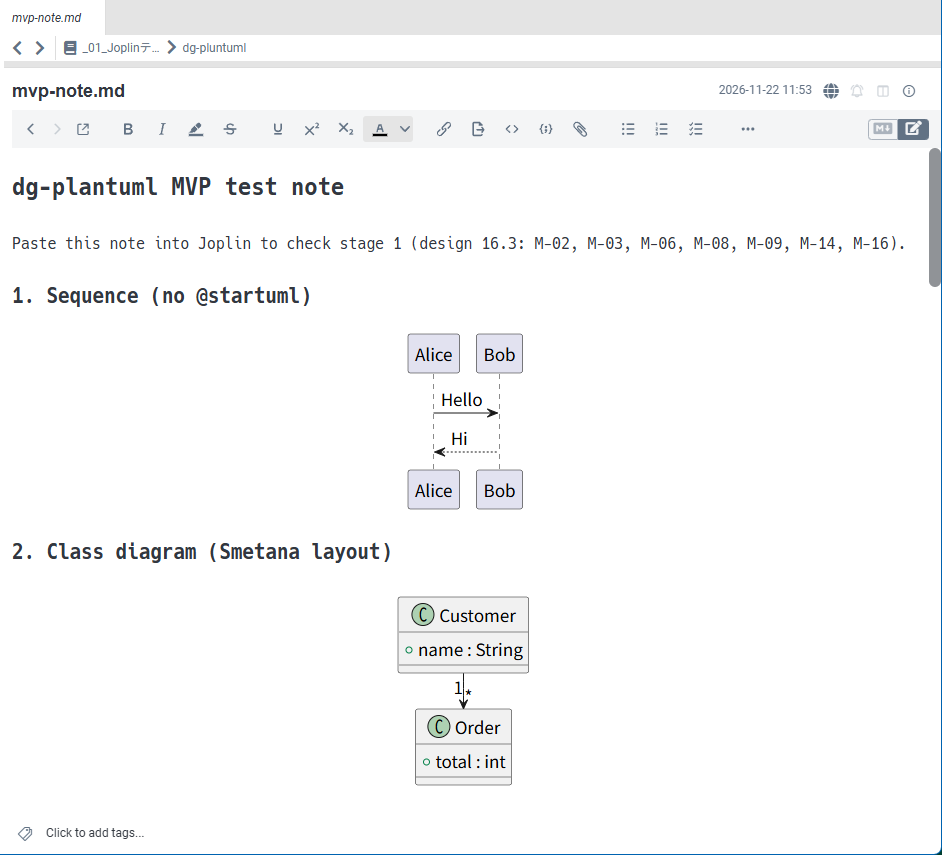 mvp-note.md
_01_Joplinテ... dg-pluntuml
mvp-note.md 2026-11-22 11:53
B I S U X² X₂ A M↓
dg-plantuml MVP test note
Paste this note into Joplin to check stage 1 (design 16.3: M-02, M-03, M-06, M-08, M-09, M-14, M-16).
1. Sequence (no @startuml)
Alice Bob
Hello
Hi
Alice Bob
2. Class diagram (Smetana layout)
C Customer
name : String
1 *
C Order
total : int
Click to add tags...